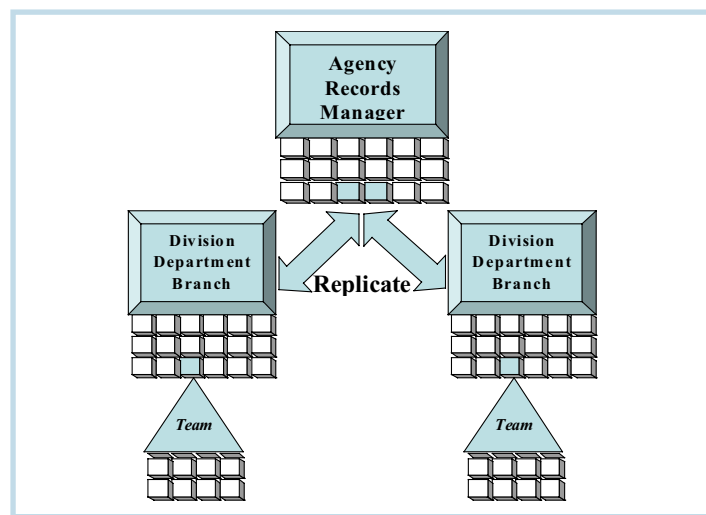 Agency
Records
Manager
Division
Department
Branch
Division
Department
Branch
Replicate
Team
Team